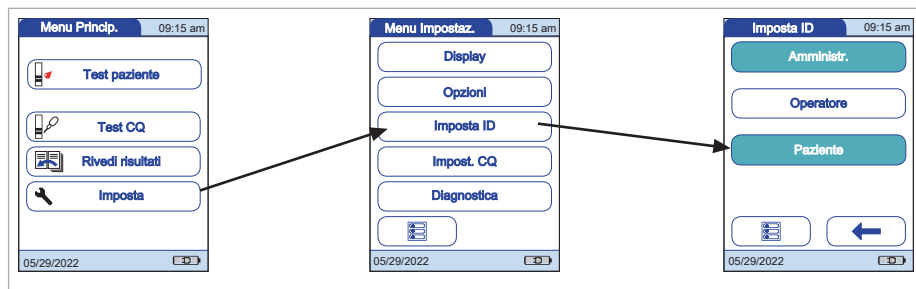 Menu Princip. 09:15 am
Test paziente
Test CQ
Rivedi risultati
Imposta
05/29/2022
Menu Impostaz. 09:15 am
Display
Opzioni
Imposta ID
Impost. CQ
Diagnostica
05/29/2022
Imposta ID 09:15 am
Amministr.
Operatore
Paziente
05/29/2022